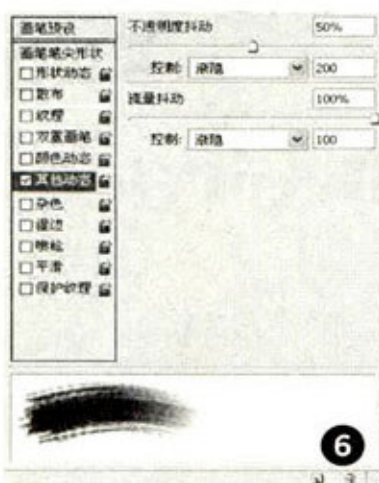 画笔预设
画笔笔尖形状
形状动态
散布
纹理
双重画笔
颜色动态
其他动态
杂色
湿边
喷枪
平滑
保护纹理
不透明度抖动 50%
控制: 渐隐 200
流量抖动 100%
控制: 渐隐 100
6